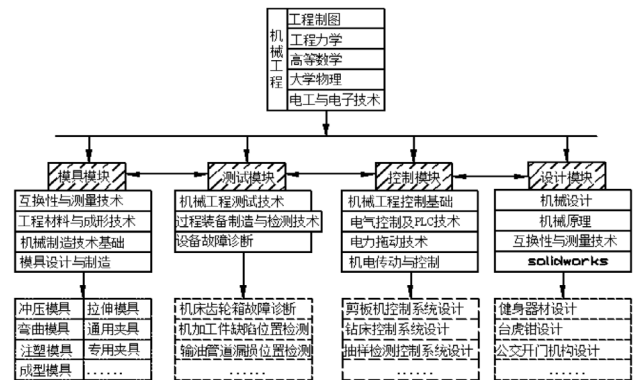 机械工程
工程制图
工程力学
高等数学
大学物理
电工与电子技术
模具模块
测试模块
控制模块
设计模块
互换性与测量技术
工程材料与成形技术
机械制造技术基础
模具设计与制造
机械工程测试技术
过程装备制造与检测技术
设备故障诊断
机械工程控制基础
电气控制及PLC技术
电力拖动技术
机电传动与控制
机械设计
机械原理
互换性与测量技术
solidworks
冲压模具 拉伸模具
弯曲模具 通用夹具
注塑模具 专用夹具
成型模具 ......
机床齿轮箱故障诊断
机加工件缺陷位置检测
输油管道漏损位置检测
......
剪板机控制系统设计
钻床控制系统设计
抽样检测控制系统设计
......
健身器材设计
台虎钳设计
公交开门机构设计
......